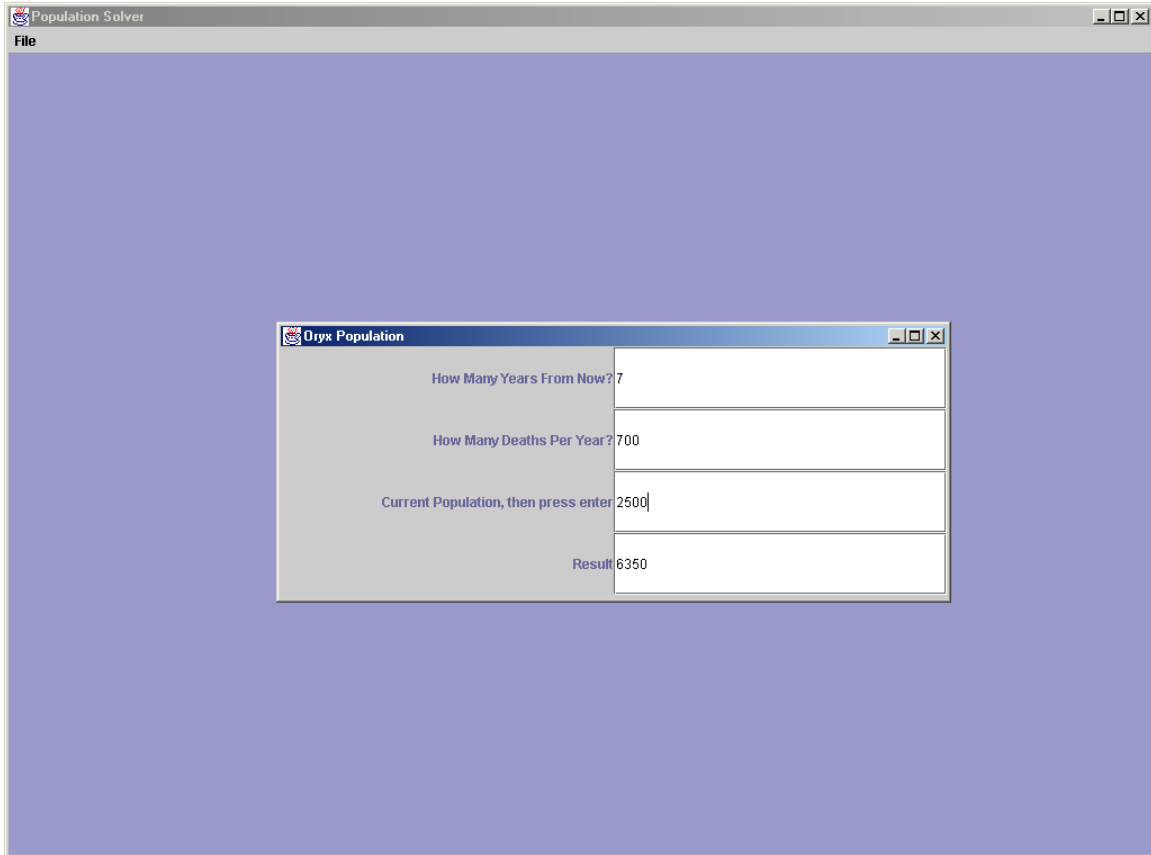 Population Solver
File
Oryx Population
How Many Years From Now? 7
How Many Deaths Per Year? 700
Current Population, then press enter 2500
Result 6350